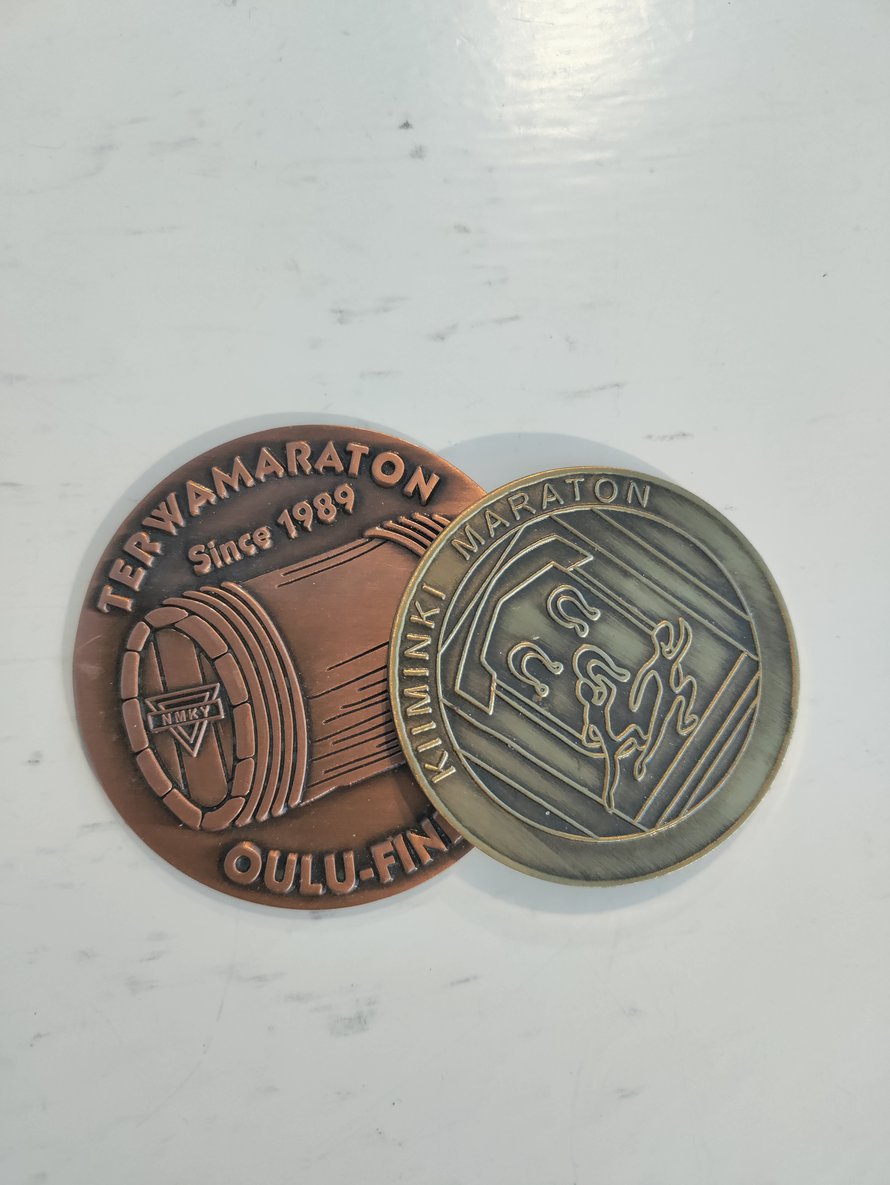 TERWAMARATON
Since 1989
NMKY
OULU-FIN
KIIMINKI MARATON